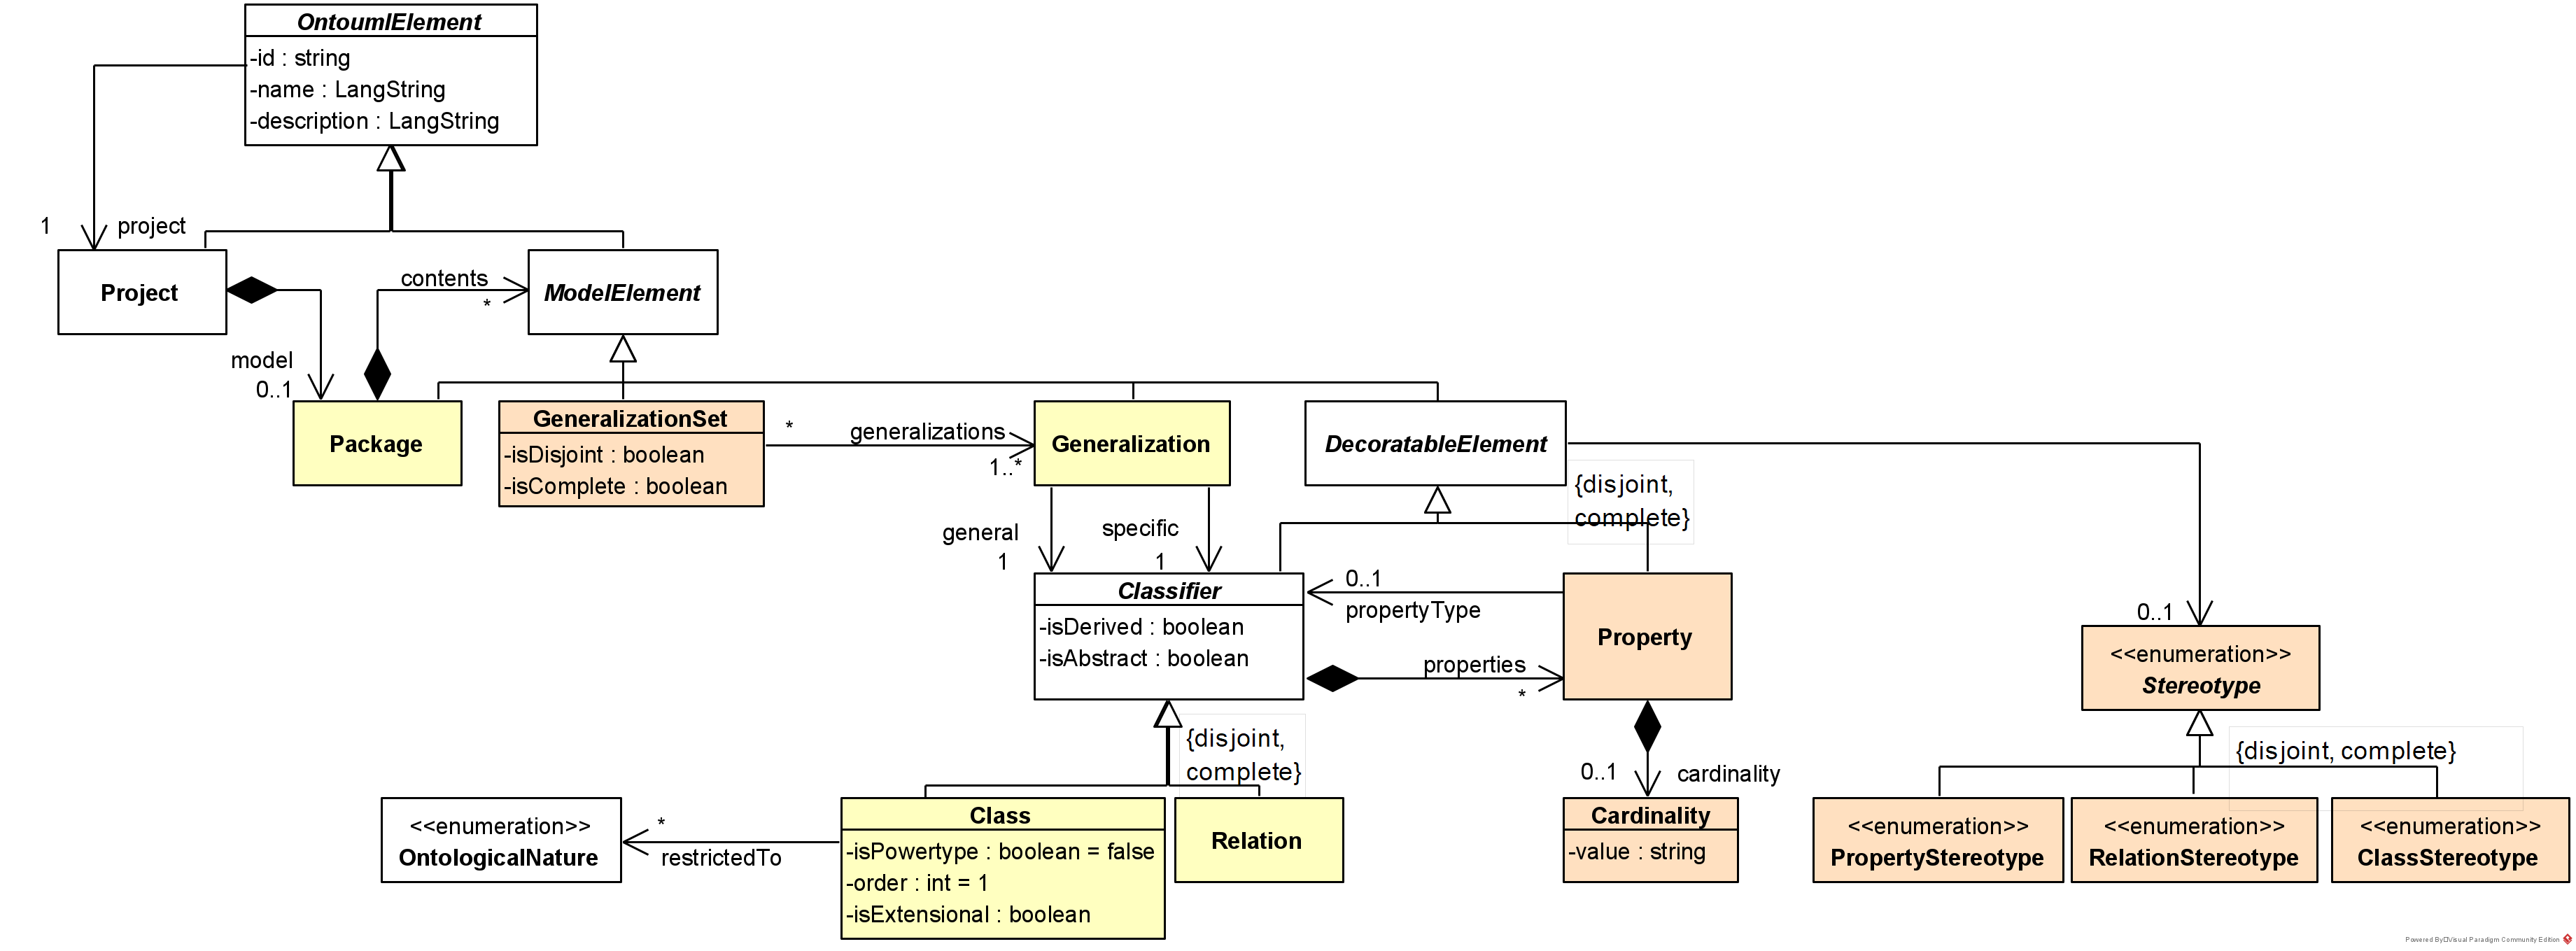 OntoumlElement
-id : string
-name : LangString
-description : LangString
1
project
Project
contents
*
ModelElement
model
0..1
Package
GeneralizationSet
-isDisjoint : boolean
-isComplete : boolean
*
generalizations
1..*
Generalization
DecoratableElement
{disjoint,
complete}
general
1
specific
1
Classifier
-isDerived : boolean
-isAbstract : boolean
0..1
propertyType
properties
*
Property
0..1
<<enumeration>>
Stereotype
{disjoint,
complete}
{disjoint, complete}
0..1
cardinality
<<enumeration>>
OntologicalNature
*
restrictedTo
Class
-isPowertype : boolean = false
-order : int = 1
-isExtensional : boolean
Relation
Cardinality
-value : string
<<enumeration>>
PropertyStereotype
<<enumeration>>
RelationStereotype
<<enumeration>>
ClassStereotype
Powered By Visual Paradigm Community Edition